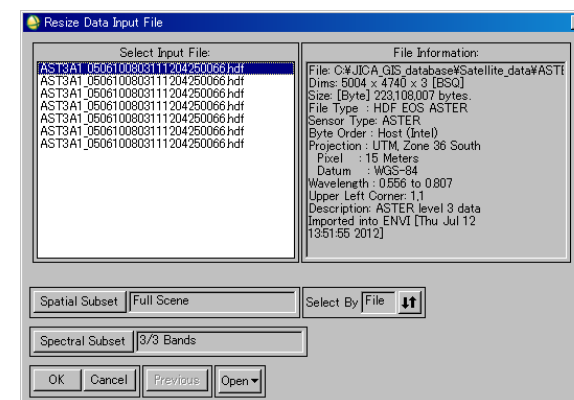 Resize Data Input File
Select Input File:
AST3A1_0506100803111204250066.hdf
AST3A1_0506100803111204250066.hdf
AST3A1_0506100803111204250066.hdf
AST3A1_0506100803111204250066.hdf
AST3A1_0506100803111204250066.hdf
AST3A1_0506100803111204250066.hdf
AST3A1_0506100803111204250066.hdf
File Information:
File: C:¥JICA_GIS_database¥Satellite_data¥ASTE
Dims: 5004 x 4740 x 3 [BSQ]
Size: [Byte] 223,108,007 bytes.
File Type : HDF EOS ASTER
Sensor Type: ASTER
Byte Order : Host (Intel)
Projection : UTM, Zone 36 South
Pixel : 15 Meters
Datum : WGS-84
Wavelength : 0.556 to 0.807
Upper Left Corner: 1,1
Description: ASTER level 3 data
Imported into ENVI [Thu Jul 12
13:51:55 2012]
Spatial Subset Full Scene
Select By File
Spectral Subset 3/3 Bands
OK Cancel Previous Open